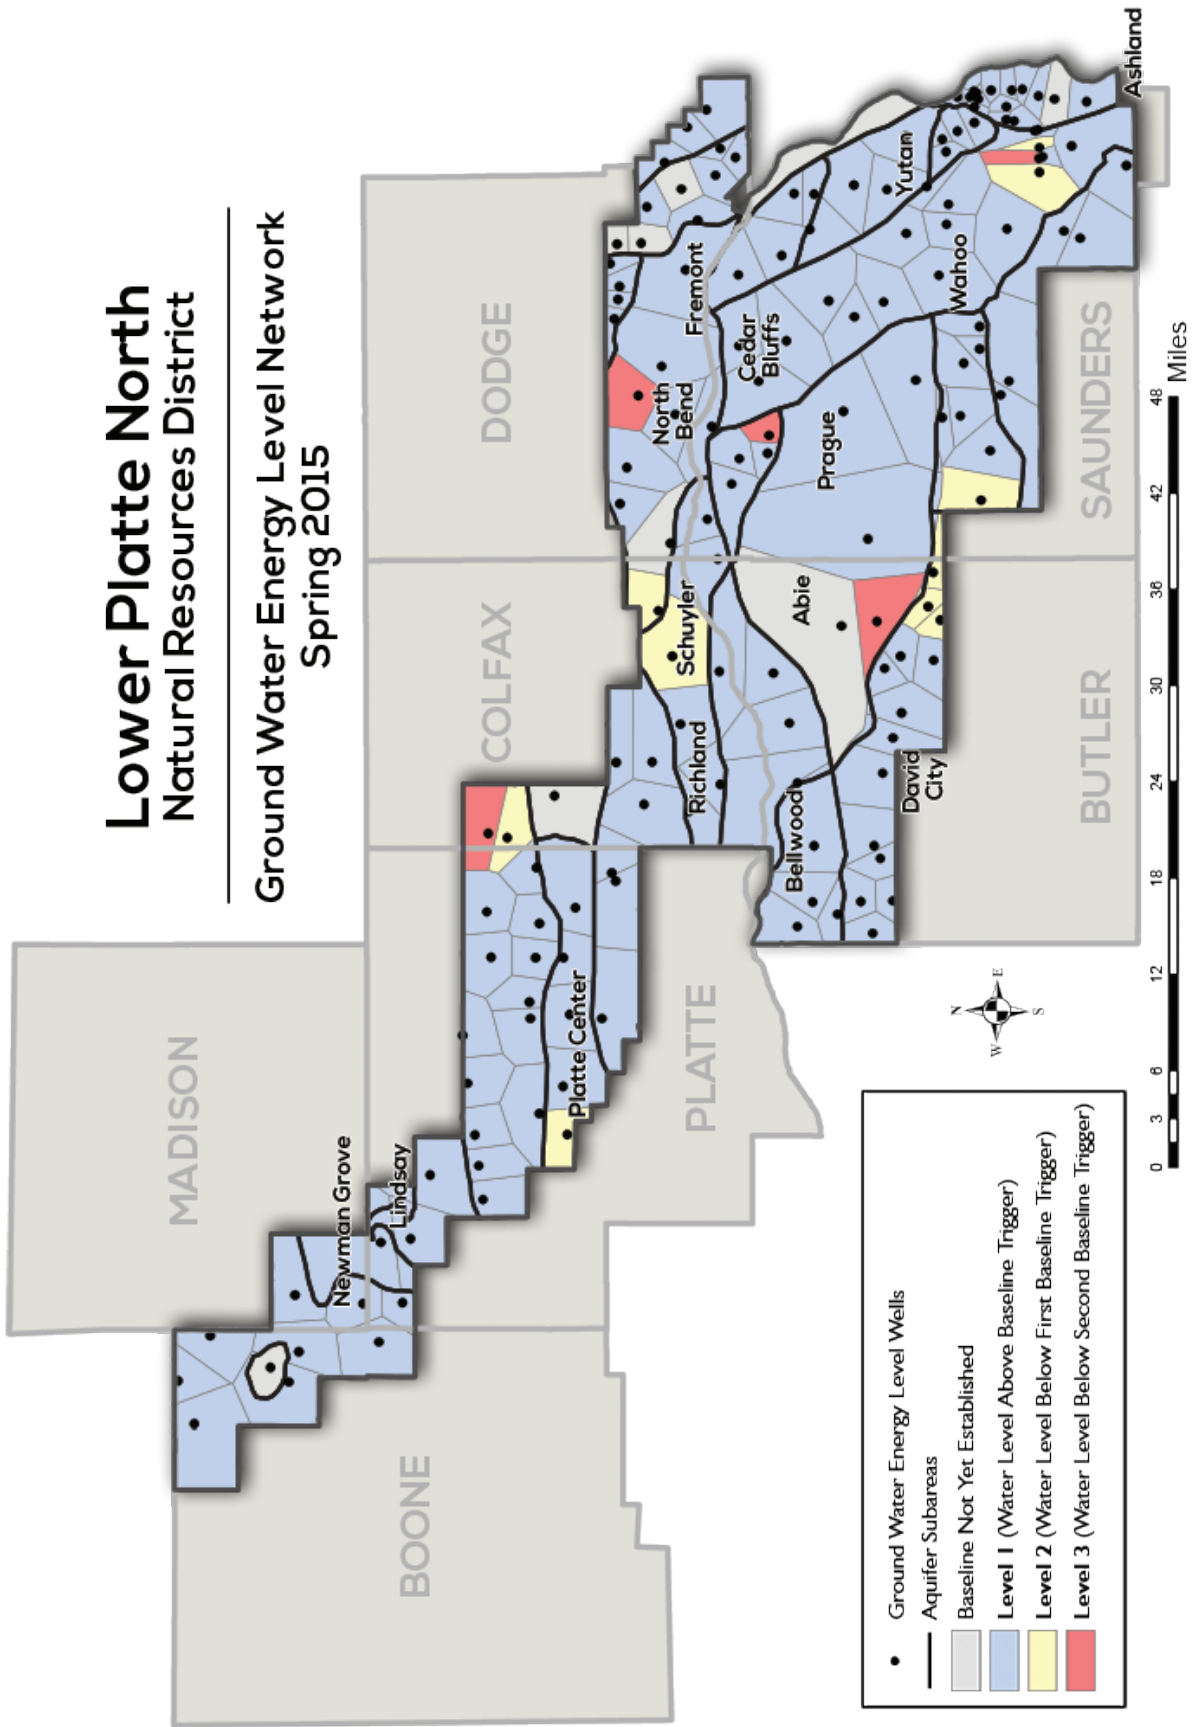 Lower Platte North
Natural Resources District
Ground Water Energy Level Network
Spring 2015
MADISON
BOONE
PLATTE
COLFAX
DODGE
BUTLER
SAUNDERS
Newman Grove
Lindsay
Platte Center
Richland
Schuyler
North
Bend
Fremont
Cedar
Bluffs
Bellwood
Abie
Prague
David
City
Wahoo
Yutan
Ashland
N
W
E
S
Ground Water Energy Level Wells
Aquifer Subareas
Baseline Not Yet Established
Level 1 (Water Level Above Baseline Trigger)
Level 2 (Water Level Below First Baseline Trigger)
Level 3 (Water Level Below Second Baseline Trigger)
0 3 6 12 18 24 30 36 42 48
Miles